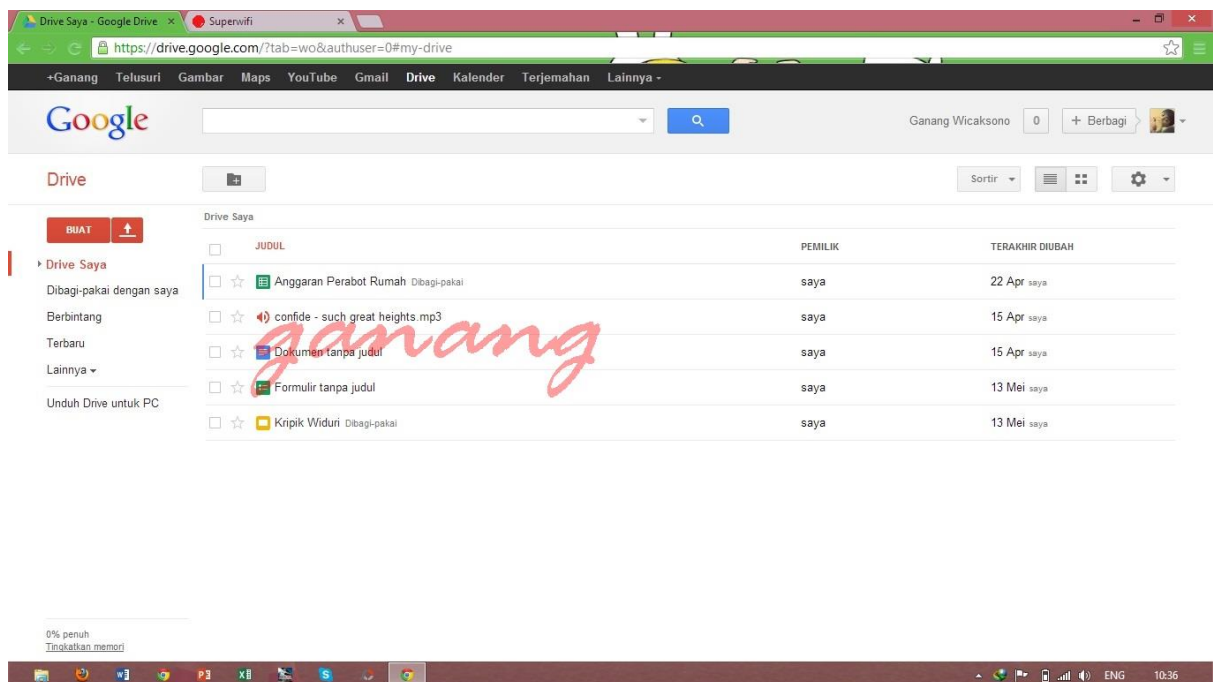 Drive Saya - Google Drive
Superwifi
https://drive.google.com/?tab=wo&authuser=0#my-drive
+Ganang Telusuri Gambar Maps YouTube Gmail Drive Kalender Terjemahan Lainnya
Google
Ganang Wicaksono 0 + Berbagi
Drive
Sortir
BUAT
Drive Saya
Dibagi-pakai dengan saya
Berbintang
Terbaru
Lainnya
Unduh Drive untuk PC
Drive Saya
JUDUL PEMILIK TERAKHIR DIUBAH
Anggaran Perabot Rumah Dibagi-pakai saya 22 Apr saya
confide - such great heights.mp3 saya 15 Apr saya
Dokumen tanpa judul saya 15 Apr saya
Formulir tanpa judul saya 13 Mei saya
Kripik Widuri Dibagi-pakai saya 13 Mei saya
ganang
0% penuh
Tingkatkan memori
ENG 10:36